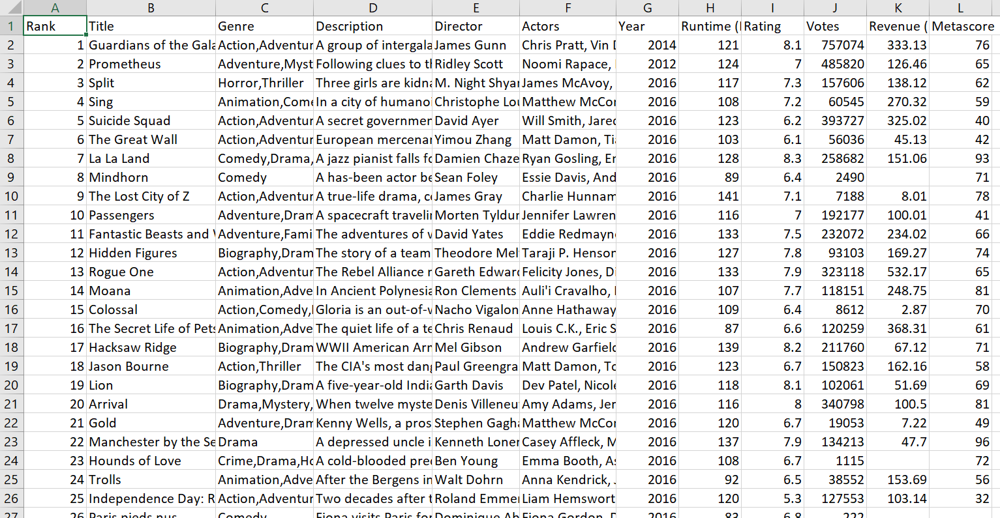 A B C D E F G H I J K L
1 Rank Title Genre Description Director Actors Year Runtime ( Rating Votes Revenue ( Metascore
2 1 Guardians of the Gala Action,Adventur A group of intergala James Gunn Chris Pratt, Vin 2014 121 8.1 757074 333.13 76
3 2 Prometheus Adventure,Myst Following clues to th Ridley Scott Noomi Rapace, 2012 124 7 485820 126.46 65
4 3 Split Horror,Thriller Three girls are kidna M. Night Shya James McAvoy, 2016 117 7.3 157606 138.12 62
5 4 Sing Animation,Come In a city of humanoi Christophe Lou Matthew McCon 2016 108 7.2 60545 270.32 59
6 5 Suicide Squad Action,Adventur A secret governmen David Ayer Will Smith, Jared 2016 123 6.2 393727 325.02 40
7 6 The Great Wall Action,Adventur European mercenar Yimou Zhang Matt Damon, Tia 2016 103 6.1 56036 45.13 42
8 7 La La Land Comedy,Drama, A jazz pianist falls fo Damien Chaze Ryan Gosling, Em 2016 128 8.3 258682 151.06 93
9 8 Mindhorn Comedy A has-been actor be Sean Foley Essie Davis, And 2016 89 6.4 2490 71
10 9 The Lost City of Z Action,Adventur A true-life drama, ce James Gray Charlie Hunnam 2016 141 7.1 7188 8.01 78
11 10 Passengers Adventure,Dram A spacecraft travelin Morten Tyldur Jennifer Lawren 2016 116 7 192177 100.01 41
12 11 Fantastic Beasts and Adventure,Fami The adventures of w David Yates Eddie Redmayne 2016 133 7.5 232072 234.02 66
13 12 Hidden Figures Biography,Dram The story of a team Theodore Mel Taraji P. Henson 2016 127 7.8 93103 169.27 74
14 13 Rogue One Action,Adventur The Rebel Alliance Gareth Edward Felicity Jones, Di 2016 133 7.9 323118 532.17 65
15 14 Moana Animation,Adve In Ancient Polynesia Ron Clements Auli'i Cravalho, 2016 107 7.7 118151 248.75 81
16 15 Colossal Action,Comedy, Gloria is an out-of-w Nacho Vigalon Anne Hathaway 2016 109 6.4 8612 2.87 70
17 16 The Secret Life of Pets Animation,Adve The quiet life of a te Chris Renaud Louis C.K., Eric S 2016 87 6.6 120259 368.31 61
18 17 Hacksaw Ridge Biography,Dram WWII American Arm Mel Gibson Andrew Garfield 2016 139 8.2 211760 67.12 71
19 18 Jason Bourne Action,Thriller The CIA's most dang Paul Greengra Matt Damon, To 2016 123 6.7 150823 162.16 58
20 19 Lion Biography,Dram A five-year-old India Garth Davis Dev Patel, Nicole 2016 118 8.1 102061 51.69 69
21 20 Arrival Drama,Mystery, When twelve myste Denis Villeneu Amy Adams, Jer 2016 116 8 340798 100.5 81
22 21 Gold Adventure,Dram Kenny Wells, a pros Stephen Gagha Matthew McCon 2016 120 6.7 19053 7.22 49
23 22 Manchester by the Se Drama A depressed uncle i Kenneth Loner Casey Affleck, M 2016 137 7.9 134213 47.7 96
24 23 Hounds of Love Crime,Drama,Ho A cold-blooded pred Ben Young Emma Booth, As 2016 108 6.7 1115 72
25 24 Trolls Animation,Adve After the Bergens in Walt Dohrn Anna Kendrick, 2016 92 6.5 38552 153.69 56
26 25 Independence Day: R Action,Adventur Two decades after t Roland Emmer Liam Hemswort 2016 120 5.3 127553 103.14 32
27 26 Paris pieds nus Comedy Fiona visits Paris for Dominique Ab Fiona Gordon, D 2016 83 6.8 222